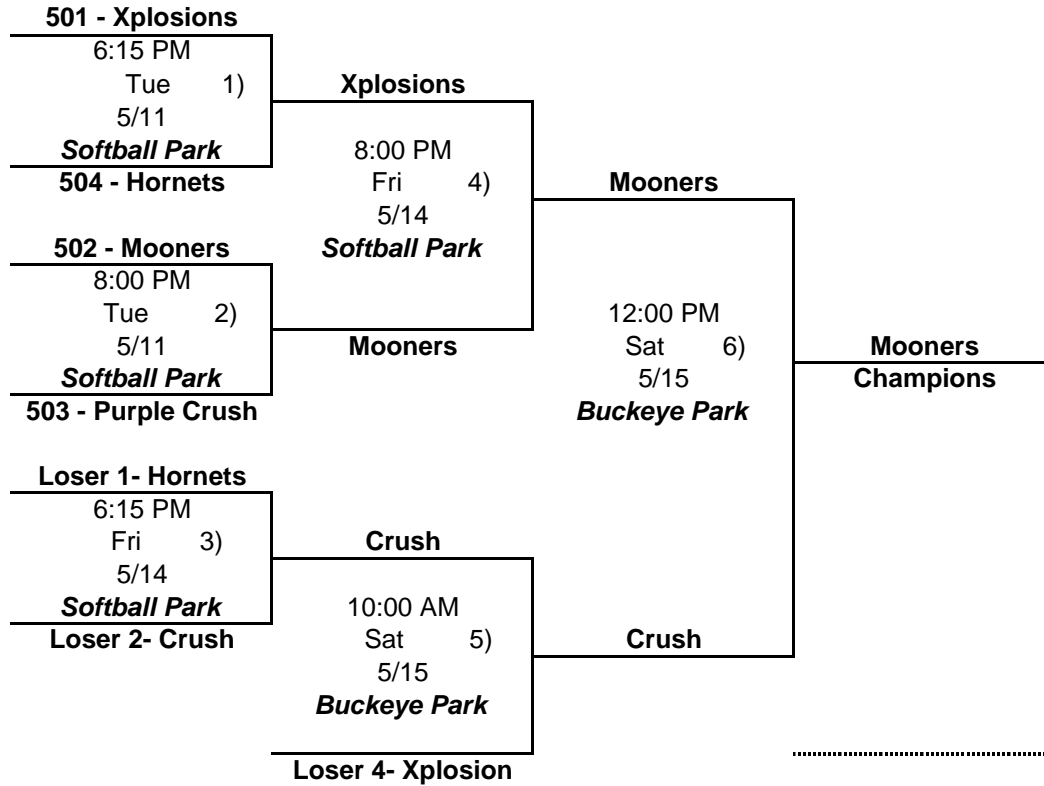 501 - Xplosions
6:15 PM
Tue 1)
5/11
Softball Park
504 - Hornets
502 - Mooners
8:00 PM
Tue 2)
5/11
Softball Park
503 - Purple Crush
Loser 1- Hornets
6:15 PM
Fri 3)
5/14
Softball Park
Loser 2- Crush
Xplosions
8:00 PM
Fri 4)
5/14
Softball Park
Mooners
Crush
10:00 AM
Sat 5)
5/15
Buckeye Park
Loser 4- Xplosion
Mooners
12:00 PM
Sat 6)
5/15
Buckeye Park
Crush
Mooners
Champions